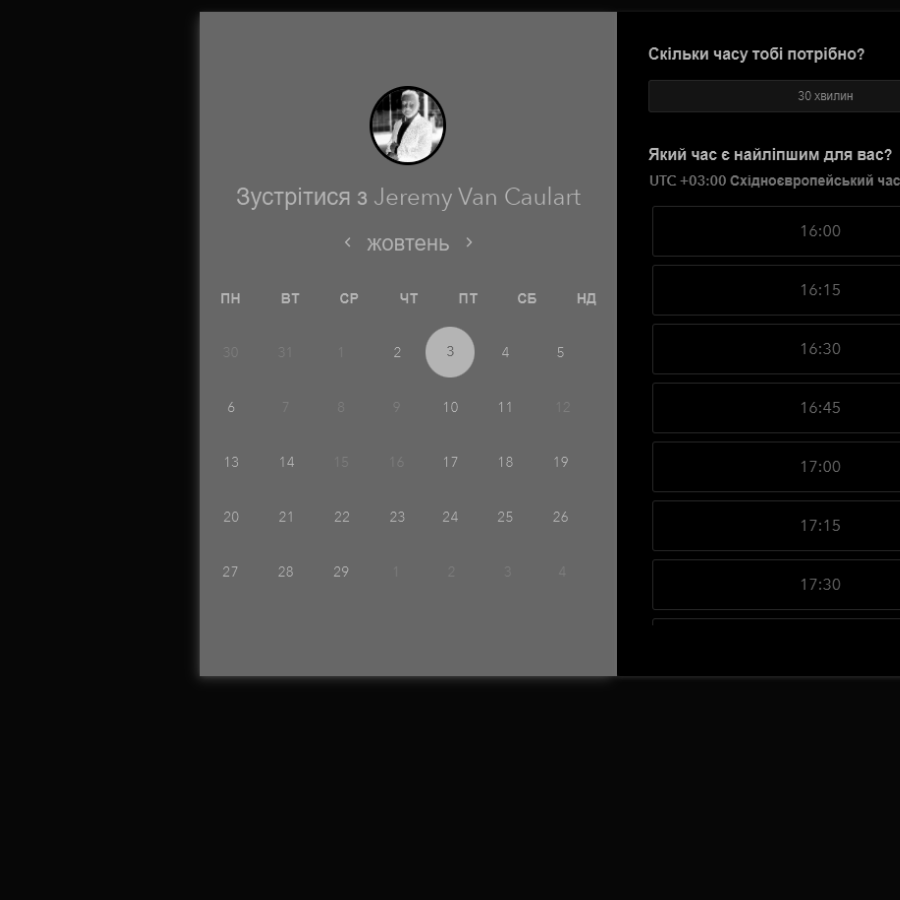 Зустрітися з Jeremy Van Caulart
жовтень
ПН ВТ СР ЧТ ПТ СБ НД
30 31 1 2 3 4 5
6 7 8 9 10 11 12
13 14 15 16 17 18 19
20 21 22 23 24 25 26
27 28 29 1 2 3 4
Скільки часу тобі потрібно?
30 хвилин
Який час є найліпшим для вас?
UTC +03:00 Східноєвропейський час
16:00
16:15
16:30
16:45
17:00
17:15
17:30